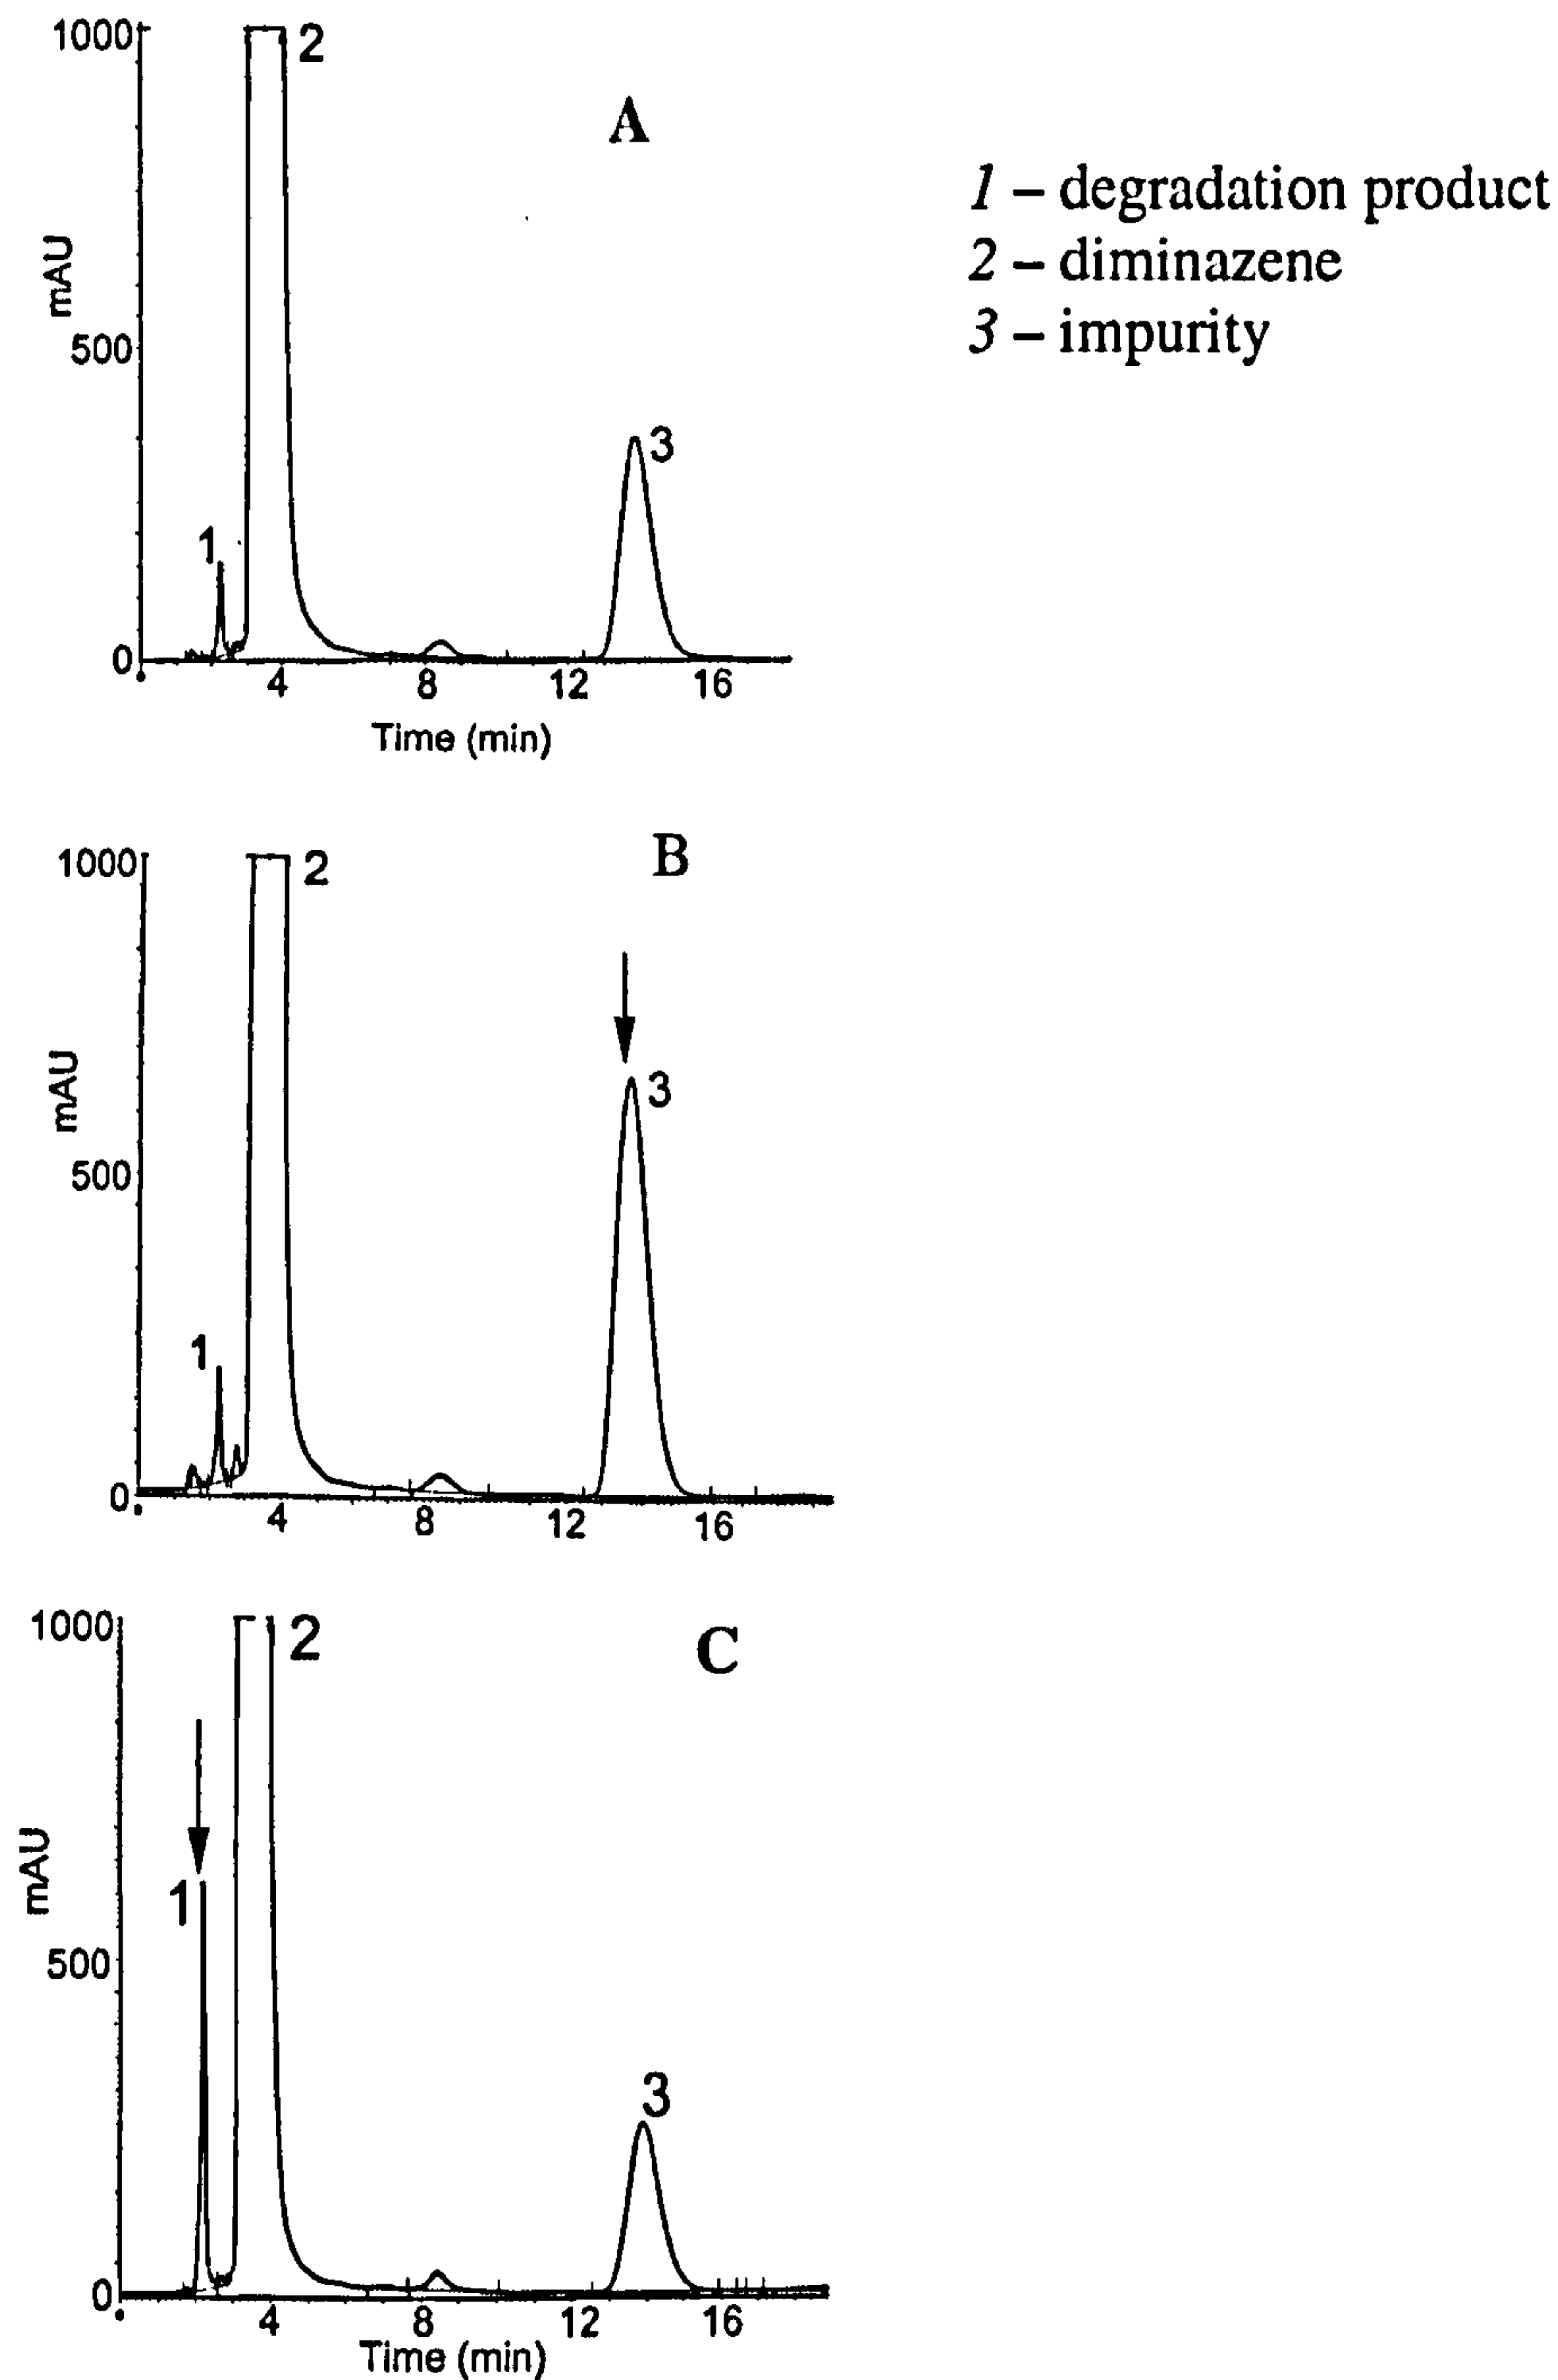 1000
2
A
mAU
500
3
1
0
4
8
12
16
Time (min)
1 – degradation product
2 – diminazene
3 – impurity
1000
2
B
mAU
3
500
1
0
4
8
12
16
1000
2
C
mAU
1
500
3
0
4
8
12
16
Time (min)